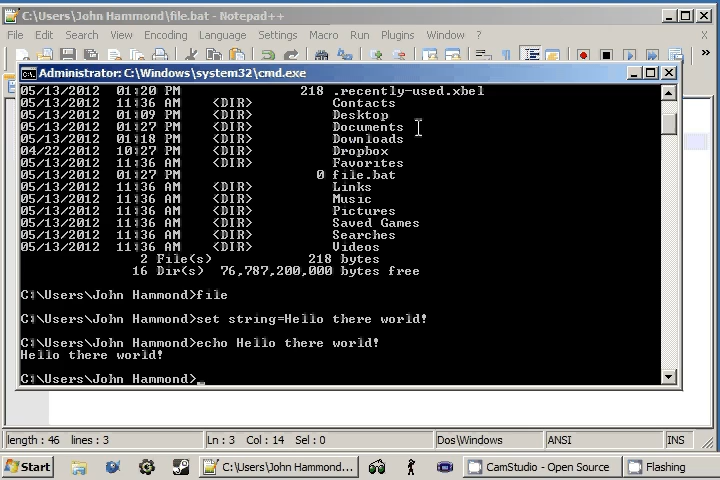 C:\Users\John Hammond\file.bat - Notepad++
File Edit Search View Encoding Language Settings Macro Run Plugins Window ? X
Administrator: C:\Windows\system32\cmd.exe
05/13/2012 01:20 PM 218 .recently-used.xbel
05/13/2012 11:36 AM <DIR> Contacts
05/13/2012 01:09 PM <DIR> Desktop
05/13/2012 01:27 PM <DIR> Documents
05/13/2012 01:18 PM <DIR> Downloads
04/22/2012 10:27 PM <DIR> Dropbox
05/13/2012 11:36 AM <DIR> Favorites
05/13/2012 01:27 PM 0 file.bat
05/13/2012 11:36 AM <DIR> Links
05/13/2012 11:36 AM <DIR> Music
05/13/2012 11:36 AM <DIR> Pictures
05/13/2012 11:36 AM <DIR> Saved Games
05/13/2012 11:36 AM <DIR> Searches
05/13/2012 11:36 AM <DIR> Videos
2 File(s) 218 bytes
16 Dir(s) 76,787,200,000 bytes free
C:\Users\John Hammond>file
C:\Users\John Hammond>set string=Hello there world!
C:\Users\John Hammond>echo Hello there world!
Hello there world!
C:\Users\John Hammond>_
length : 46 lines : 3 Ln : 3 Col : 14 Sel : 0 Dos\Windows ANSI INS
Start C:\Users\John Hammond... CamStudio - Open Source Flashing